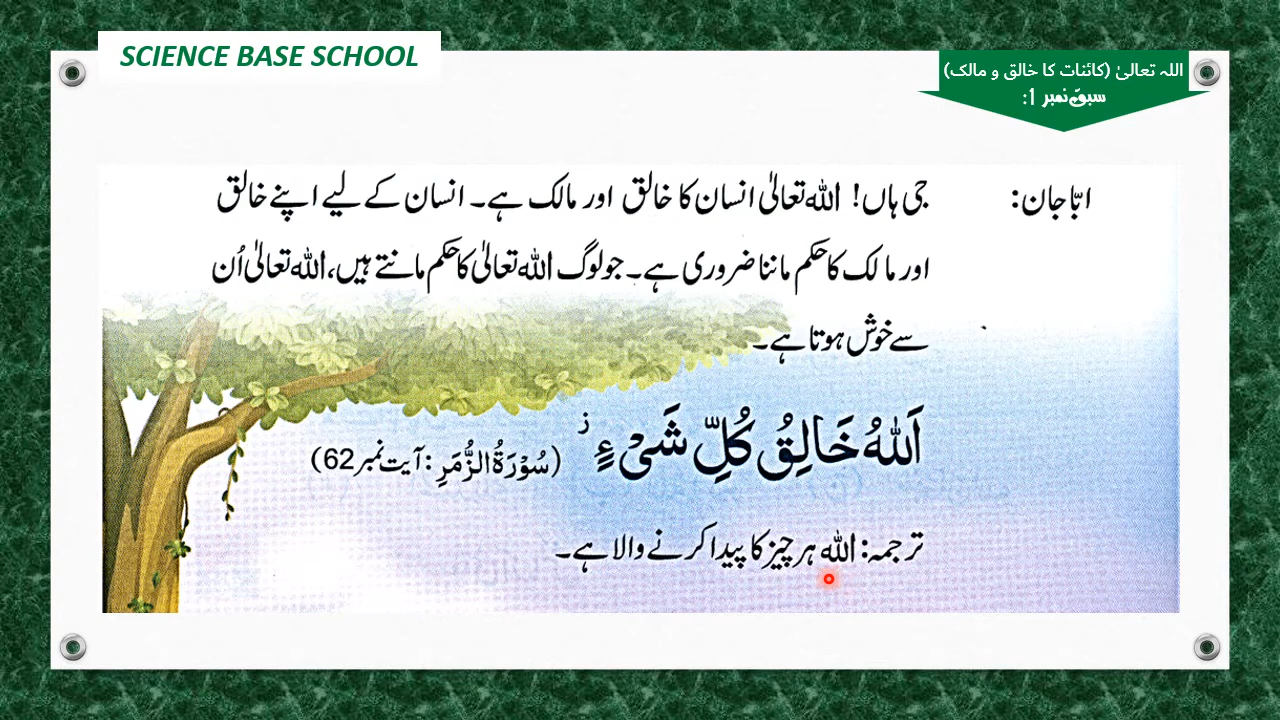 SCIENCE BASE SCHOOL
اللہ تعالیٰ (کائنات کا خالق و مالک)
سبق نمبر 1:
ابّا جان: جی ہاں! اللہ تعالیٰ انسان کا خالق اور مالک ہے۔ انسان کے لیے اپنے خالق
اور مالک کا حکم ماننا ضروری ہے۔ جو لوگ اللہ تعالیٰ کا حکم مانتے ہیں، اللہ تعالیٰ اُن
سے خوش ہوتا ہے۔
اَللّٰهُ خَالِقُ كُلِّ شَیْءٍ ز (سُوْرَۃُ الزُّمَرِ: آیت نمبر 62)
ترجمہ: اللہ ہر چیز کا پیدا کرنے والا ہے۔